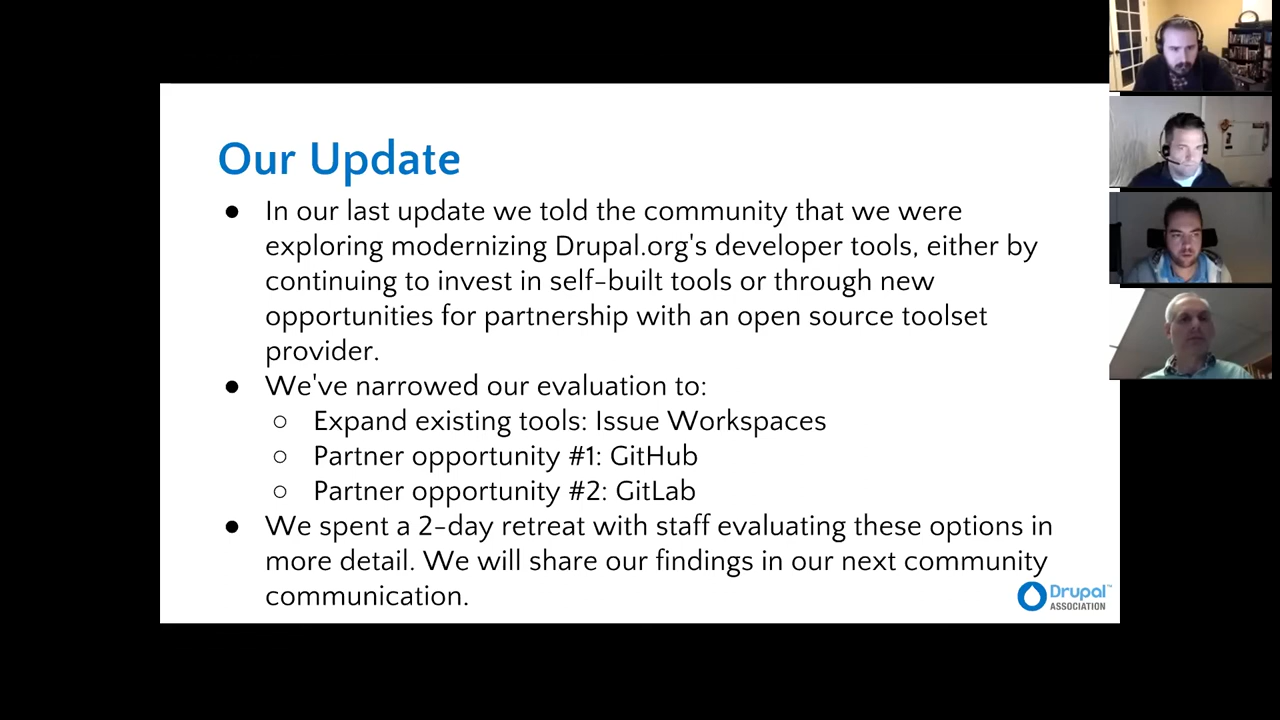 Our Update
● In our last update we told the community that we were
exploring modernizing Drupal.org's developer tools, either by
continuing to invest in self-built tools or through new
opportunities for partnership with an open source toolset
provider.
● We've narrowed our evaluation to:
○ Expand existing tools: Issue Workspaces
○ Partner opportunity #1: GitHub
○ Partner opportunity #2: GitLab
● We spent a 2-day retreat with staff evaluating these options in
more detail. We will share our findings in our next community
communication.
Drupal™
ASSOCIATION